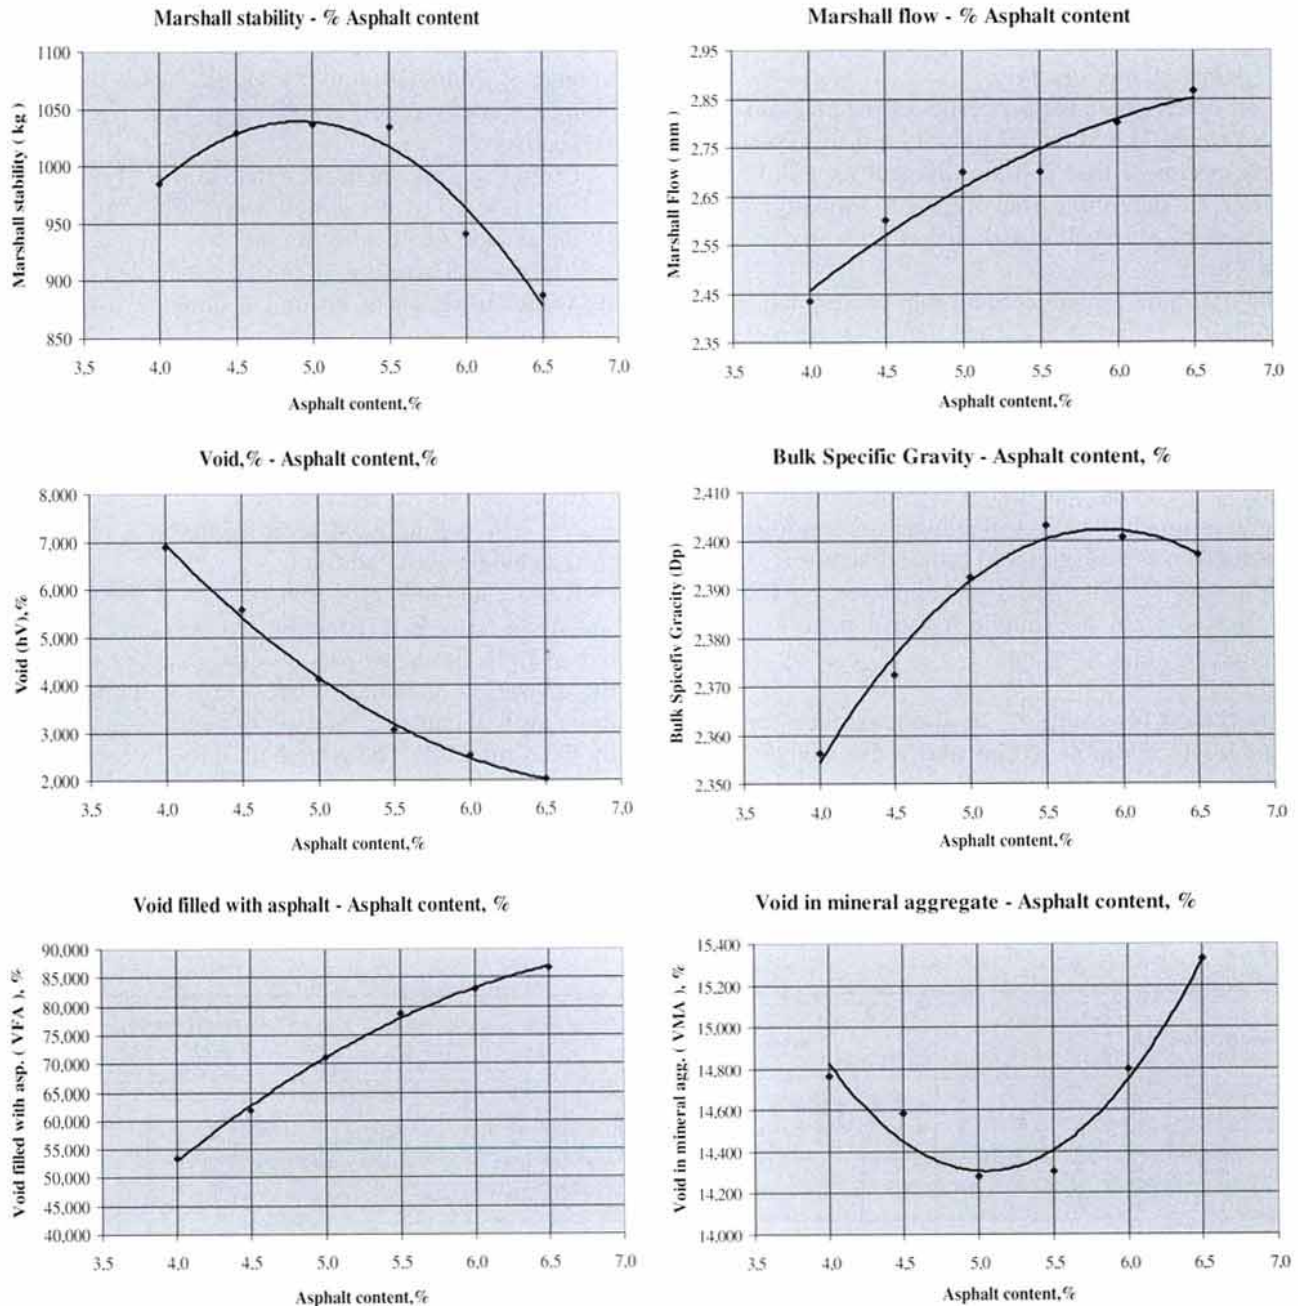 Marshall stability - % Asphalt content
Marshall stability ( kg )
1100
1050
1000
950
900
850
3,5 4,0 4,5 5,0 5,5 6,0 6,5 7,0
Asphalt content,%
Marshall flow - % Asphalt content
Marshall Flow ( mm )
2,95
2,85
2,75
2,65
2,55
2,45
2,35
3,5 4,0 4,5 5,0 5,5 6,0 6,5 7,0
Asphalt content,%
Void,% - Asphalt content,%
Void (hV),%
8,000
7,000
6,000
5,000
4,000
3,000
2,000
3,5 4,0 4,5 5,0 5,5 6,0 6,5 7,0
Asphalt content,%
Bulk Specific Gravity - Asphalt content, %
Bulk Spicefiv Gracity (Dp)
2,410
2,400
2,390
2,380
2,370
2,360
2,350
3,5 4,0 4,5 5,0 5,5 6,0 6,5 7,0
Asphalt content,%
Void filled with asphalt - Asphalt content, %
Void filled with asp. ( VFA ), %
90,000
85,000
80,000
75,000
70,000
65,000
60,000
55,000
50,000
45,000
40,000
3,5 4,0 4,5 5,0 5,5 6,0 6,5 7,0
Asphalt content, %
Void in mineral aggregate - Asphalt content, %
Void in mineral agg. ( VMA ), %
15,400
15,200
15,000
14,800
14,600
14,400
14,200
14,000
3,5 4,0 4,5 5,0 5,5 6,0 6,5 7,0
Asphalt content, %